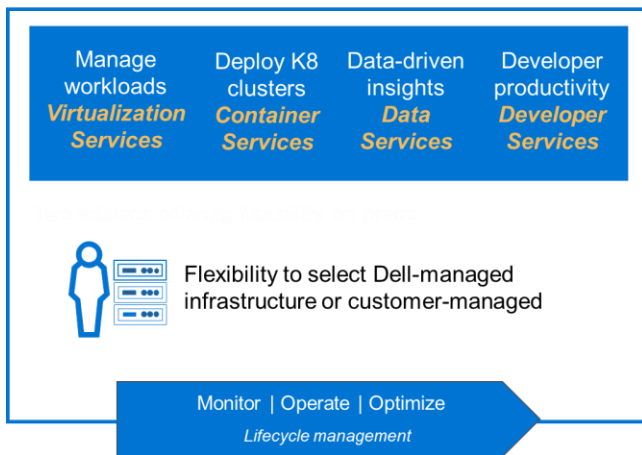 Manage
workloads
Virtualization
Services
Deploy K8
clusters
Container
Services
Data-driven
insights
Data
Services
Developer
productivity
Developer
Services
Flexibility to select Dell-managed
infrastructure or customer-managed
Monitor | Operate | Optimize
Lifecycle management